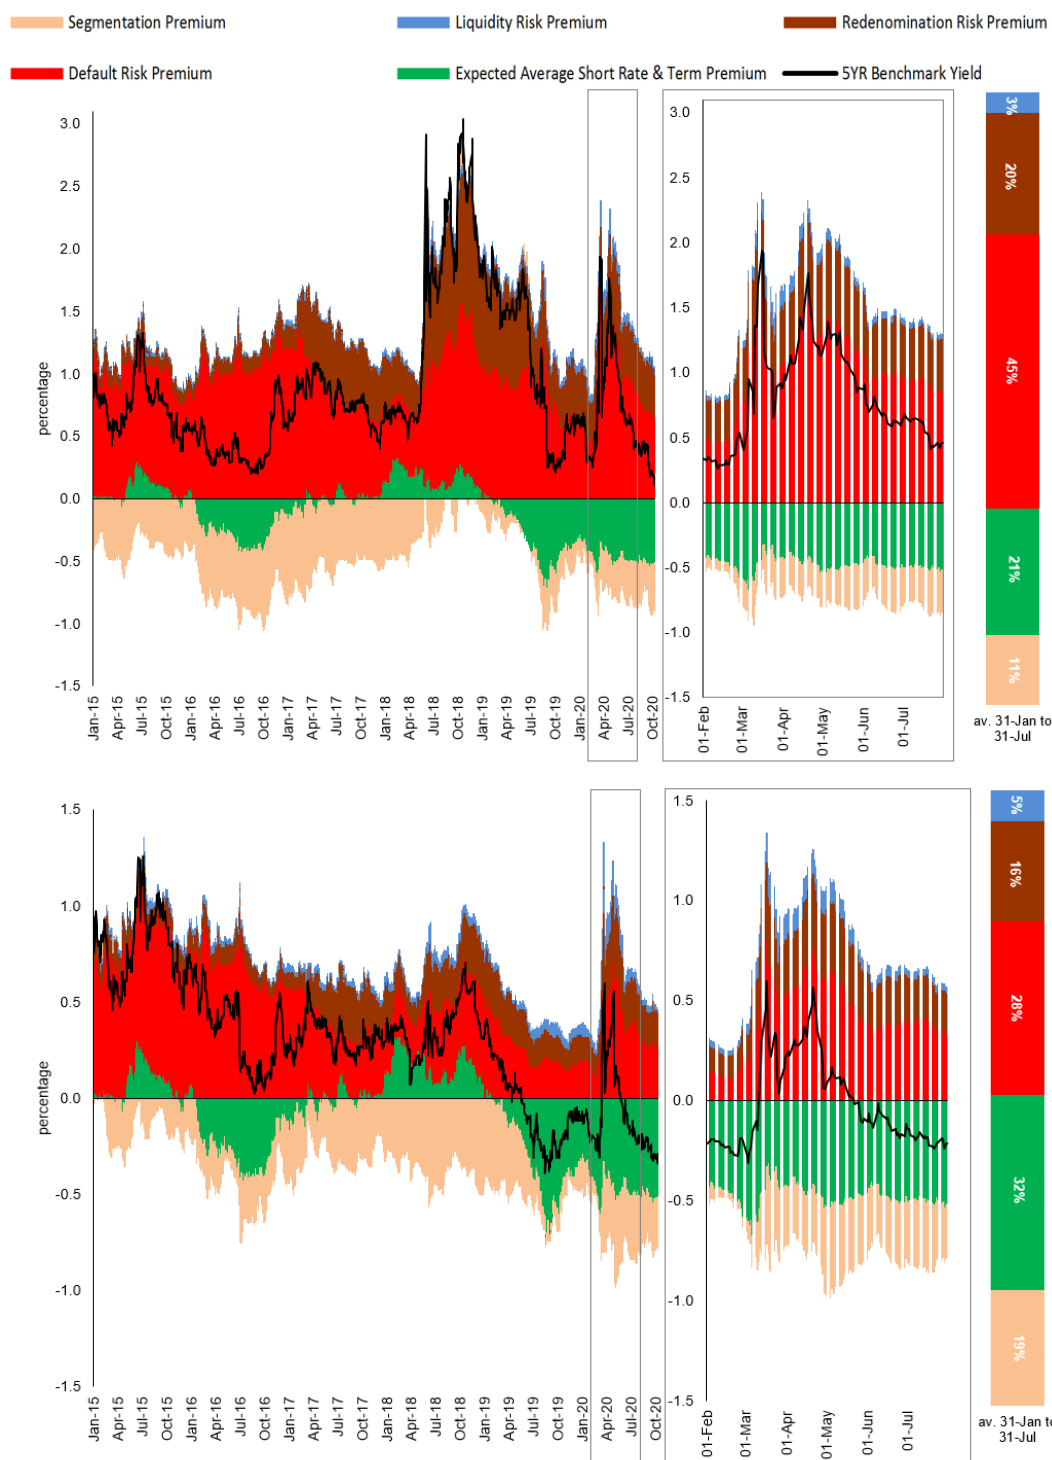 Segmentation Premium
Liquidity Risk Premium
Redenomination Risk Premium
Default Risk Premium
Expected Average Short Rate & Term Premium
5YR Benchmark Yield
percentage
3.0
2.5
2.0
1.5
1.0
0.5
0.0
-0.5
-1.0
-1.5
Jan-15
Apr-15
Jul-15
Oct-15
Jan-16
Apr-16
Jul-16
Oct-16
Jan-17
Apr-17
Jul-17
Oct-17
Jan-18
Apr-18
Jul-18
Oct-18
Jan-19
Apr-19
Jul-19
Oct-19
Jan-20
Apr-20
Jul-20
Oct-20
3.0
2.5
2.0
1.5
1.0
0.5
0.0
-0.5
-1.0
-1.5
01-Feb
01-Mar
01-Apr
01-May
01-Jun
01-Jul
3%
20%
45%
21%
11%
av. 31-Jan to
31-Jul
percentage
1.5
1.0
0.5
0.0
-0.5
-1.0
-1.5
Jan-15
Apr-15
Jul-15
Oct-15
Jan-16
Apr-16
Jul-16
Oct-16
Jan-17
Apr-17
Jul-17
Oct-17
Jan-18
Apr-18
Jul-18
Oct-18
Jan-19
Apr-19
Jul-19
Oct-19
Jan-20
Apr-20
Jul-20
Oct-20
1.5
1.0
0.5
0.0
-0.5
-1.0
-1.5
01-Feb
01-Mar
01-Apr
01-May
01-Jun
01-Jul
5%
16%
28%
32%
19%
av. 31-Jan to
31-Jul